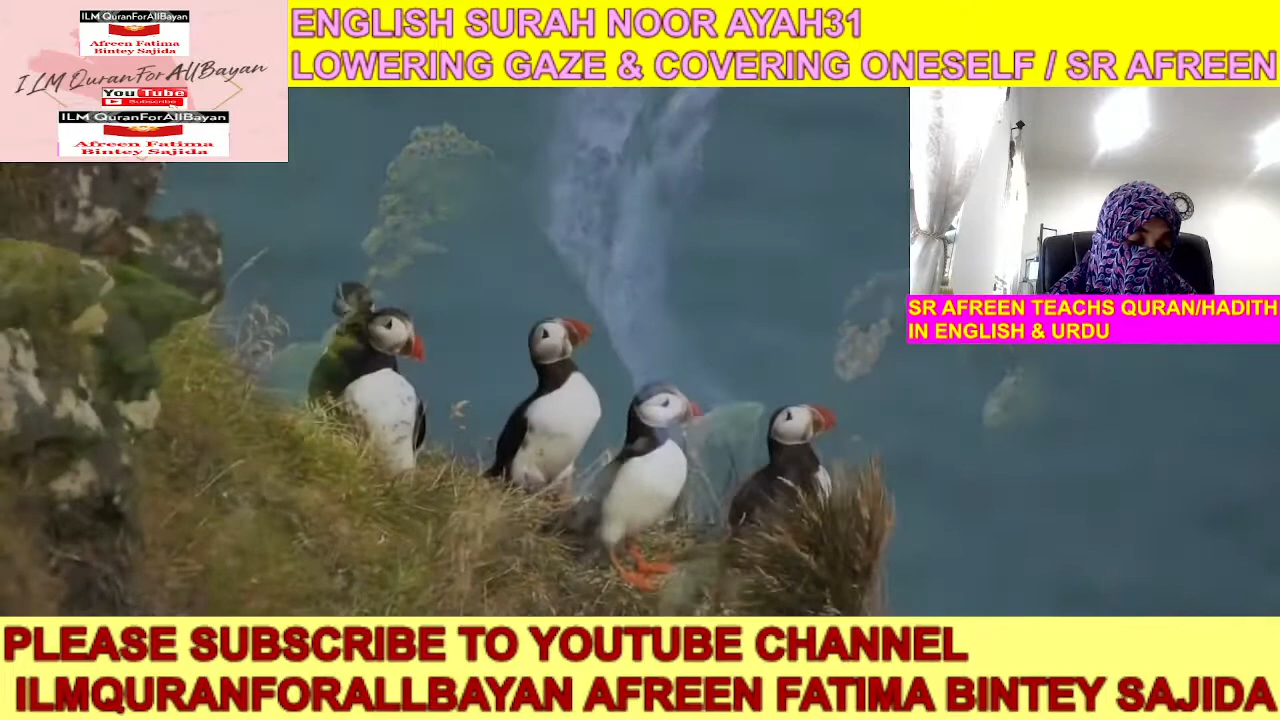 ILM QuranForAllBayan
Afreen Fatima
Bintey Sajida
ILM QuranForAllBayan
YouTube
Subscribe
ILM QuranForAllBayan
Afreen Fatima
Bintey Sajida
ENGLISH SURAH NOOR AYAH31
LOWERING GAZE & COVERING ONESELF / SR AFREEN
SR AFREEN TEACHS QURAN/HADITH
IN ENGLISH & URDU
PLEASE SUBSCRIBE TO YOUTUBE CHANNEL
ILMQURANFORALLBAYAN AFREEN FATIMA BINTEY SAJIDA